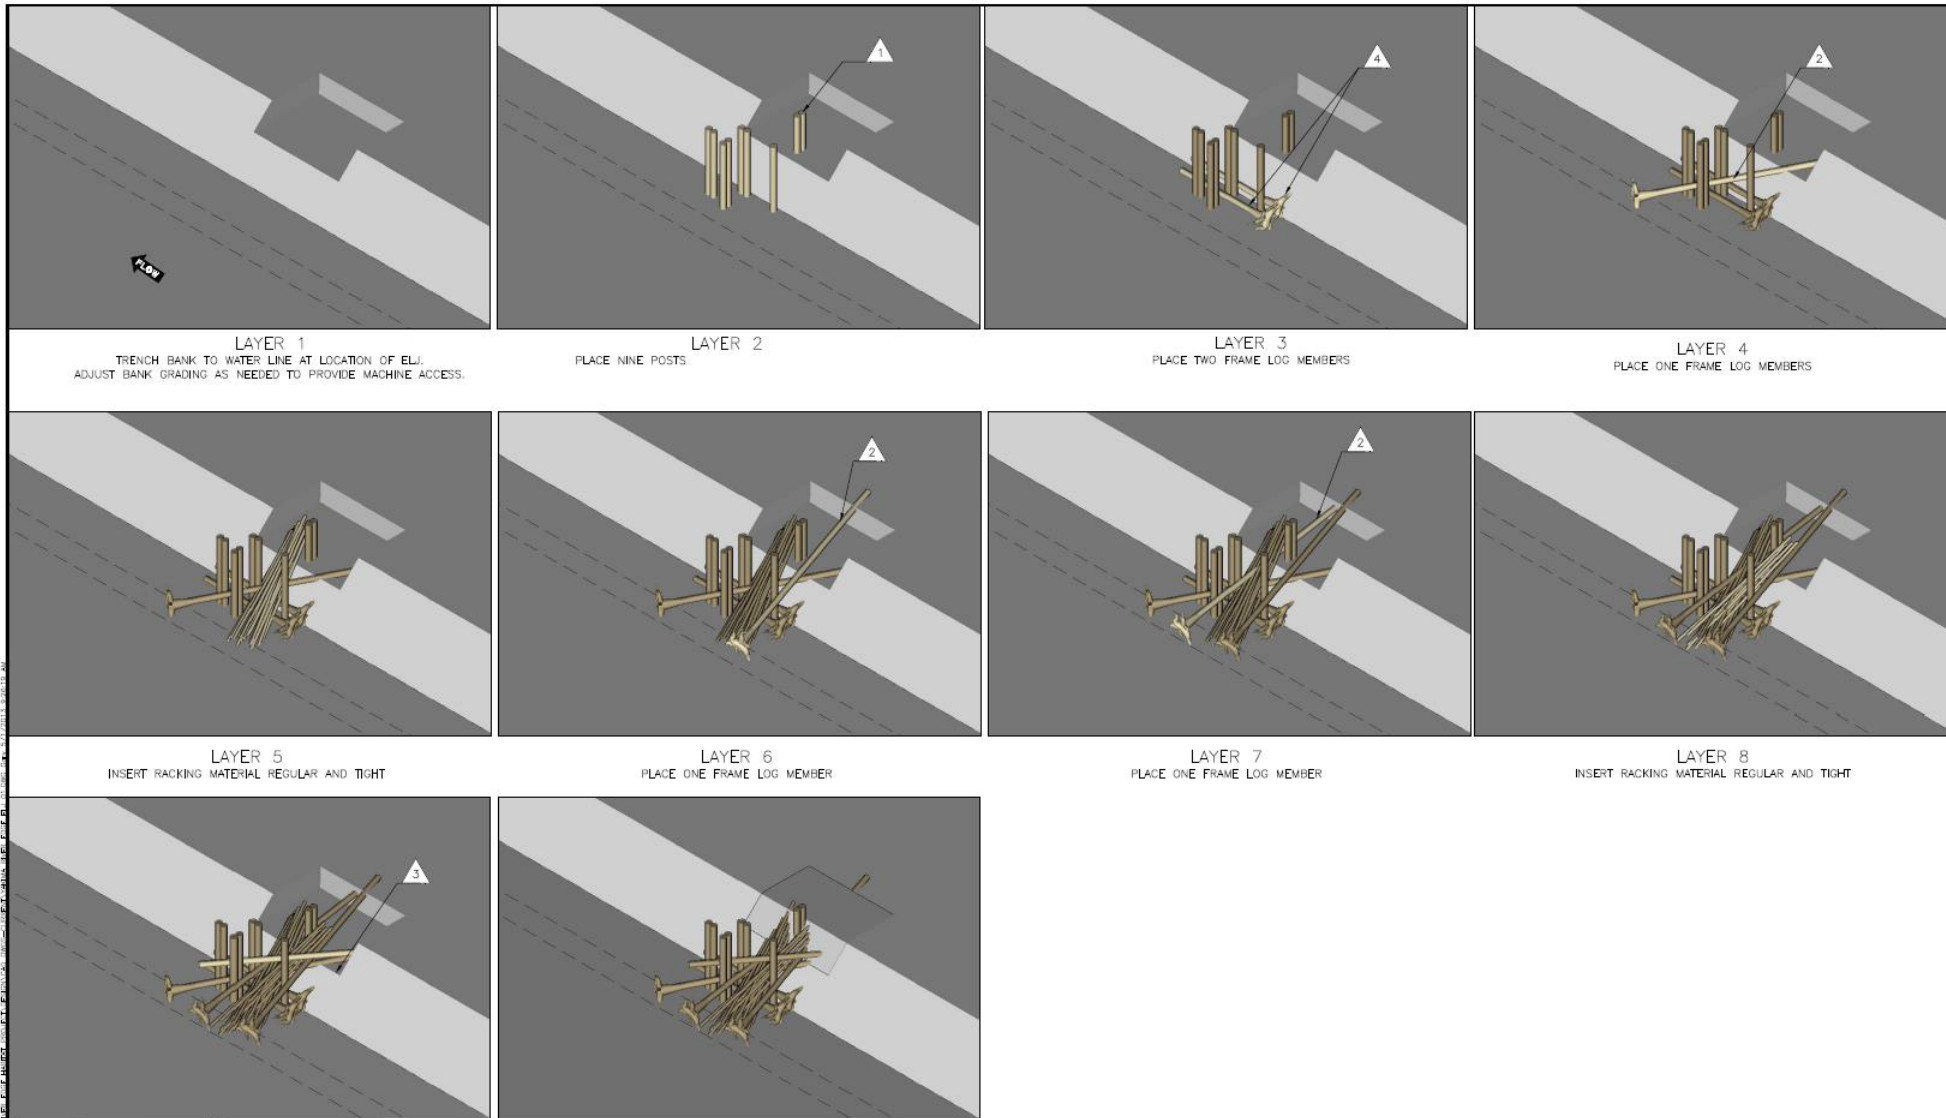 1
4
2
FLOW
LAYER 1
TRENCH BANK TO WATER LINE AT LOCATION OF ELJ.
ADJUST BANK GRADING AS NEEDED TO PROVIDE MACHINE ACCESS.
LAYER 2
PLACE NINE POSTS
LAYER 3
PLACE TWO FRAME LOG MEMBERS
LAYER 4
PLACE ONE FRAME LOG MEMBERS
2
2
LAYER 5
INSERT RACKING MATERIAL REGULAR AND TIGHT
LAYER 6
PLACE ONE FRAME LOG MEMBER
LAYER 7
PLACE ONE FRAME LOG MEMBER
LAYER 8
INSERT RACKING MATERIAL REGULAR AND TIGHT
3